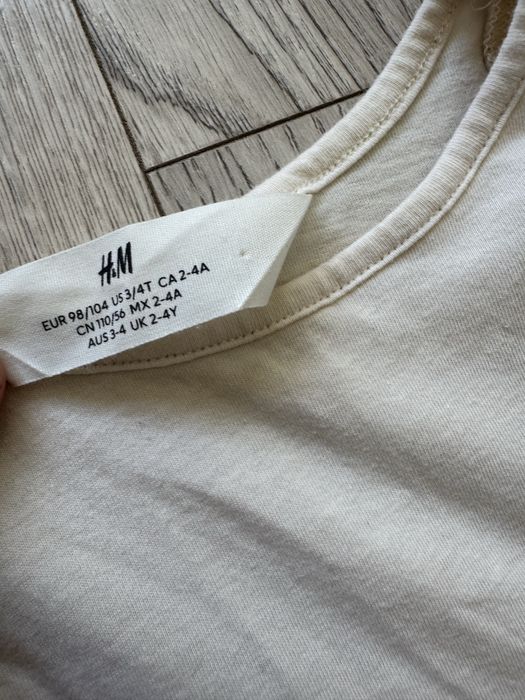 H&M
EUR 98/104 US 3/4T CA 2-4A
CN 110/56 MX 2-4A
AUS 3-4 UK 2-4Y